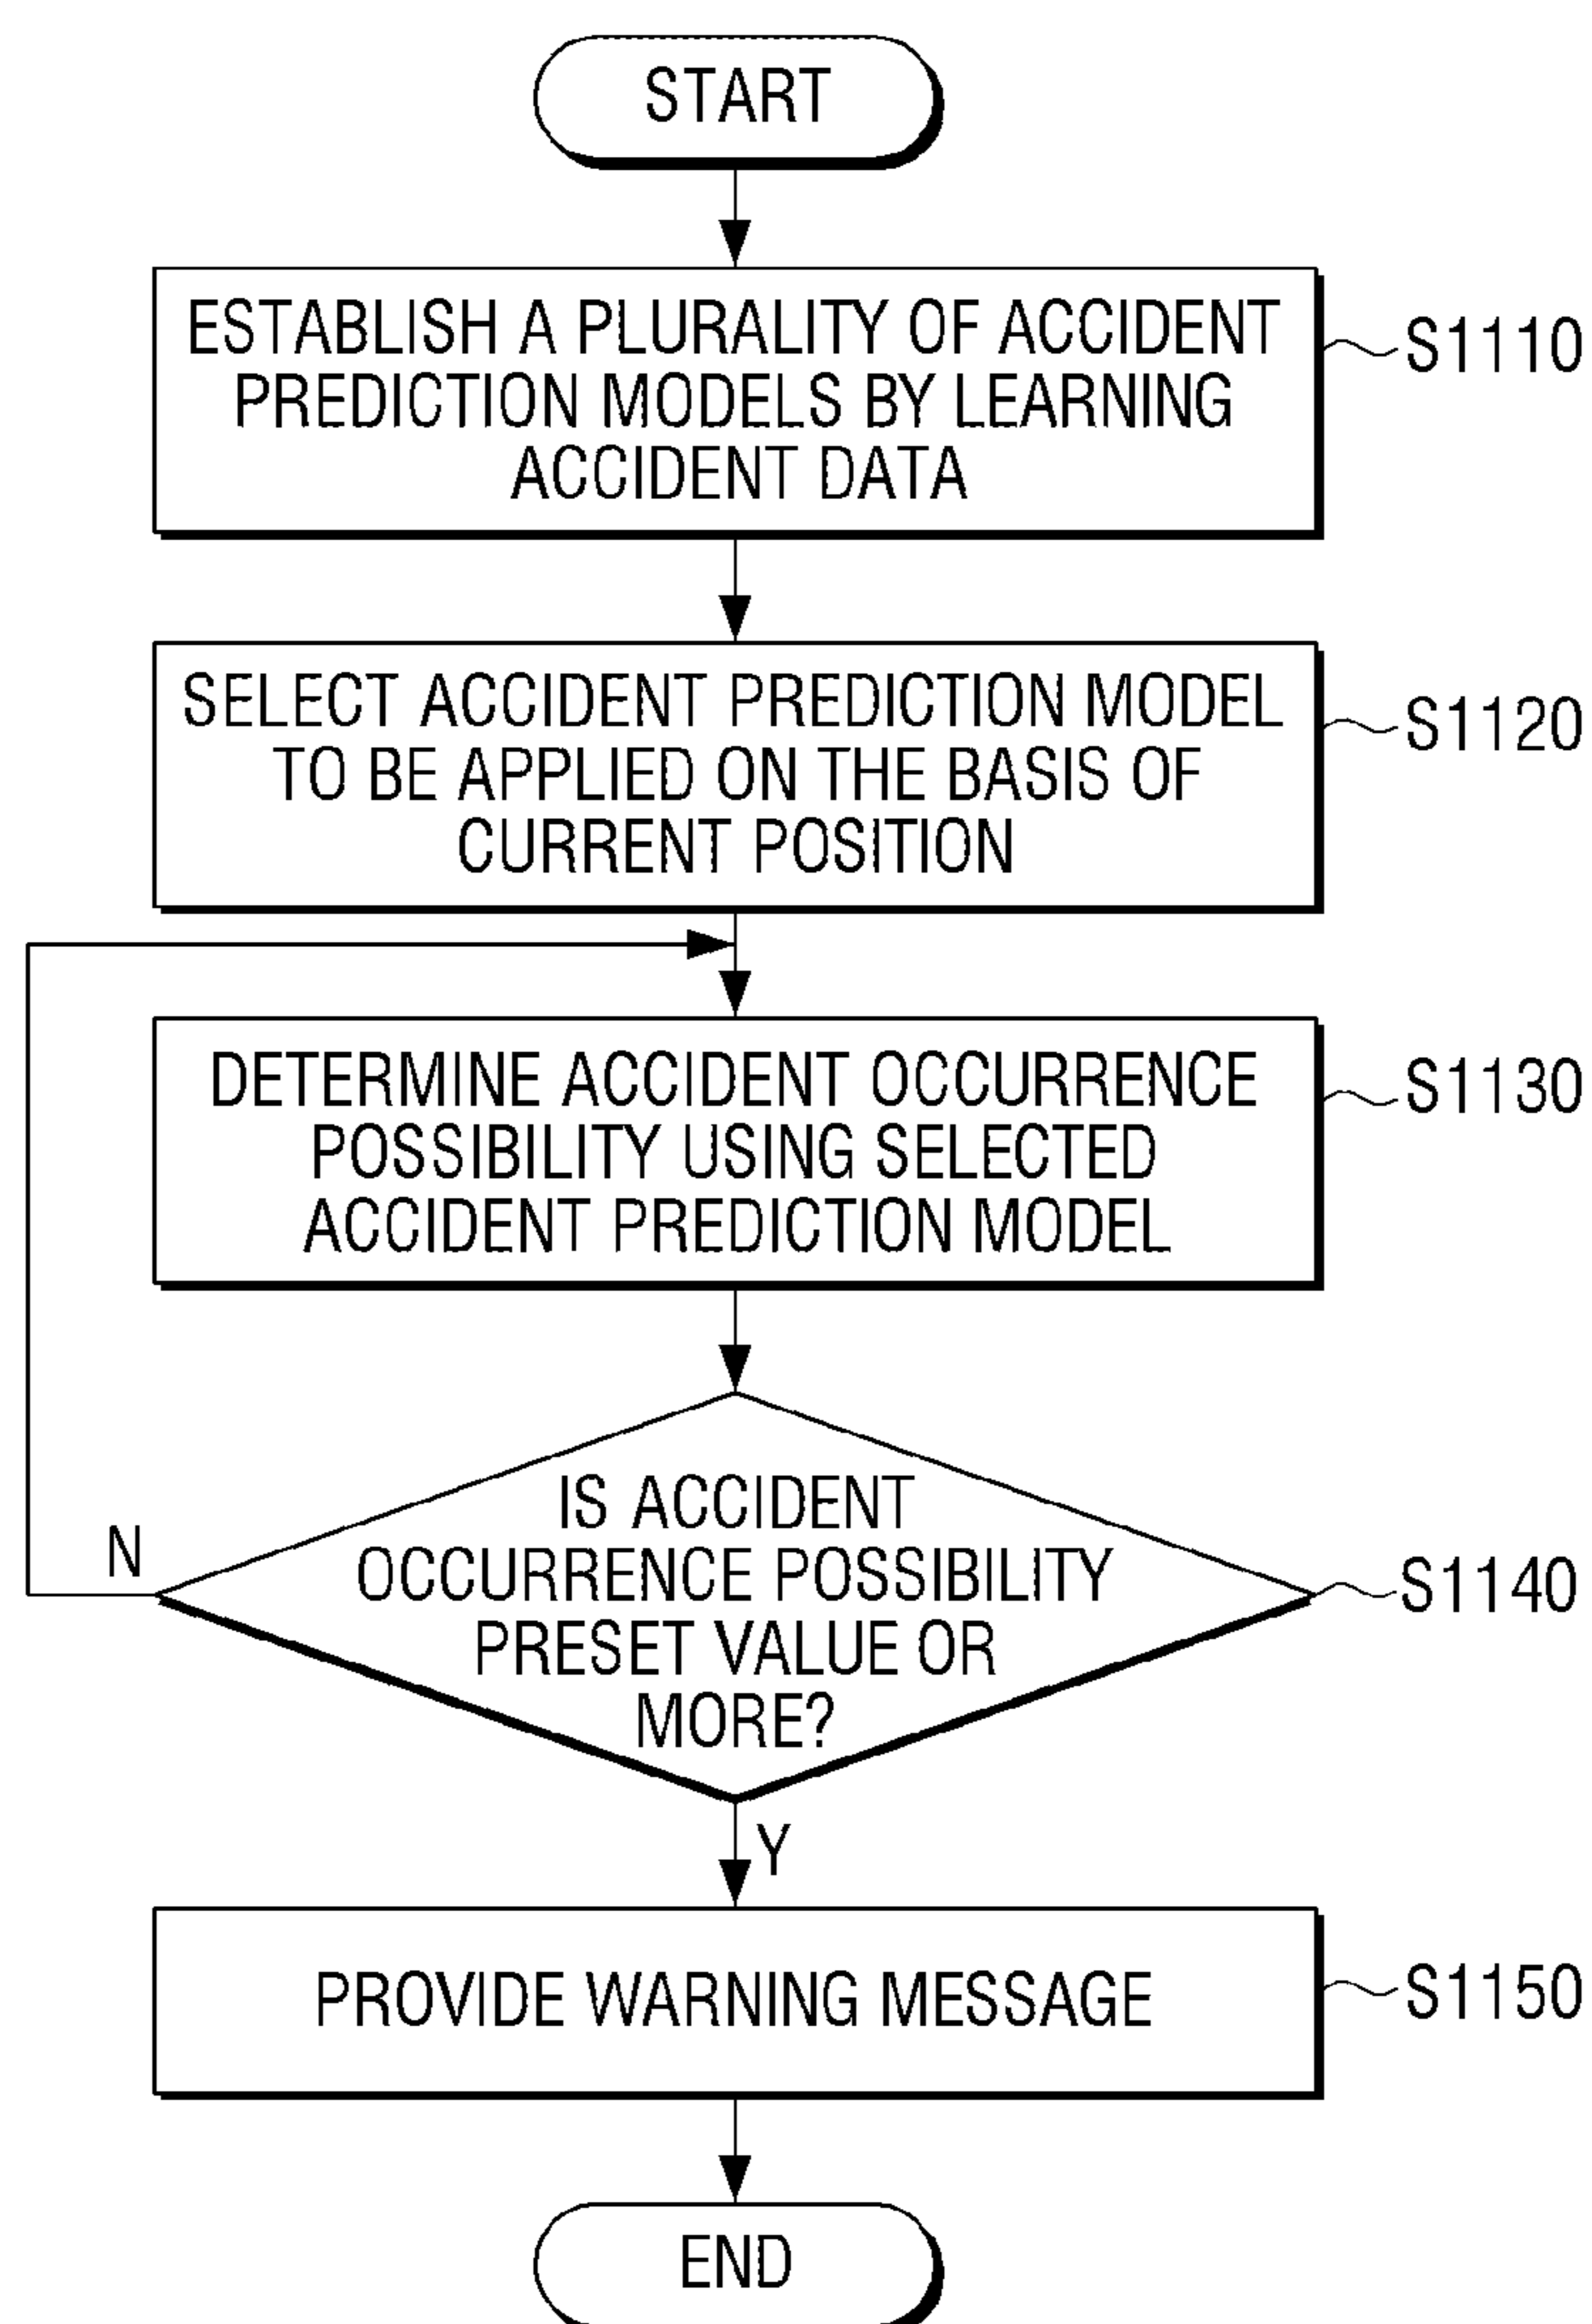 START
ESTABLISH A PLURALITY OF ACCIDENT
PREDICTION MODELS BY LEARNING
ACCIDENT DATA
S1110
SELECT ACCIDENT PREDICTION MODEL
TO BE APPLIED ON THE BASIS OF
CURRENT POSITION
S1120
DETERMINE ACCIDENT OCCURRENCE
POSSIBILITY USING SELECTED
ACCIDENT PREDICTION MODEL
S1130
IS ACCIDENT
OCCURRENCE POSSIBILITY
PRESET VALUE OR
MORE?
S1140
N
Y
PROVIDE WARNING MESSAGE
S1150
END